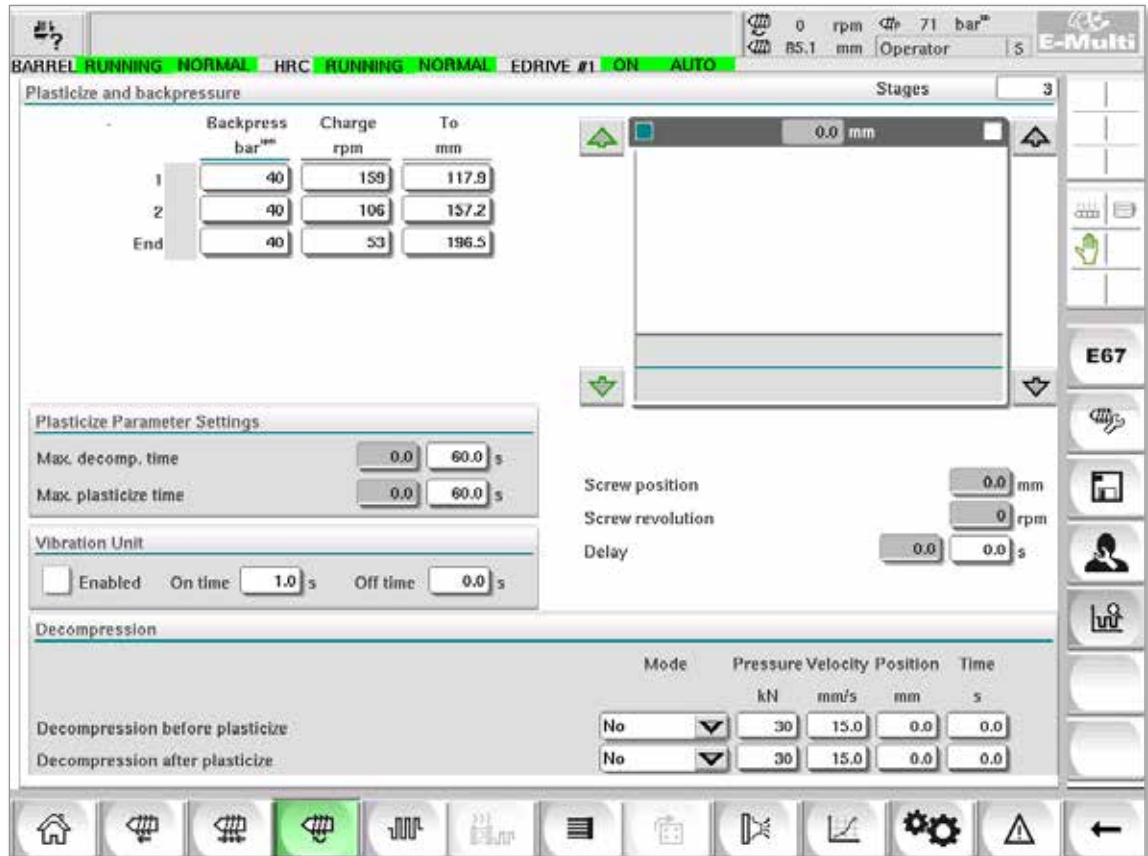 0 rpm 71 bar
85.1 mm Operator S E-Multi
BARREL RUNNING NORMAL HRC RUNNING NORMAL EDRIVE #1 ON AUTO
Plasticize and backpressure Stages 3
Backpress Charge To
bar rpm mm
0.0 mm
1 40 159 117.9
2 40 106 157.2
End 40 53 196.5
E67
Plasticize Parameter Settings
Max. decomp. time 0.0 60.0 s
Max. plasticize time 0.0 60.0 s
Screw position 0.0 mm
Screw revolution 0 rpm
Delay 0.0 0.0 s
Vibration Unit
Enabled On time 1.0 s Off time 0.0 s
Decompression
Mode Pressure Velocity Position Time
kN mm/s mm s
Decompression before plasticize No 30 15.0 0.0 0.0
Decompression after plasticize No 30 15.0 0.0 0.0